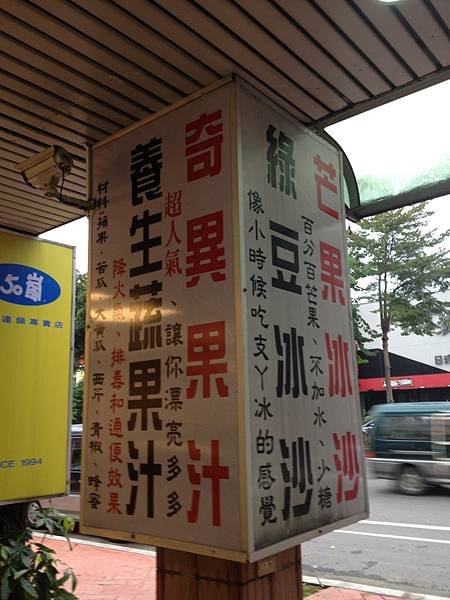 芒果冰沙
百分百芒果、不加水、少糖
綠豆冰沙
像小時候吃支ㄚ冰的感覺
奇異果汁
超人氣、讓你漂亮多多
養生蔬果汁
降火氣、排毒和通便效果
材料:蘋果、苦瓜、大黃瓜、西芹、青椒、蜂蜜
50嵐
連鎖專賣店
CE 1994